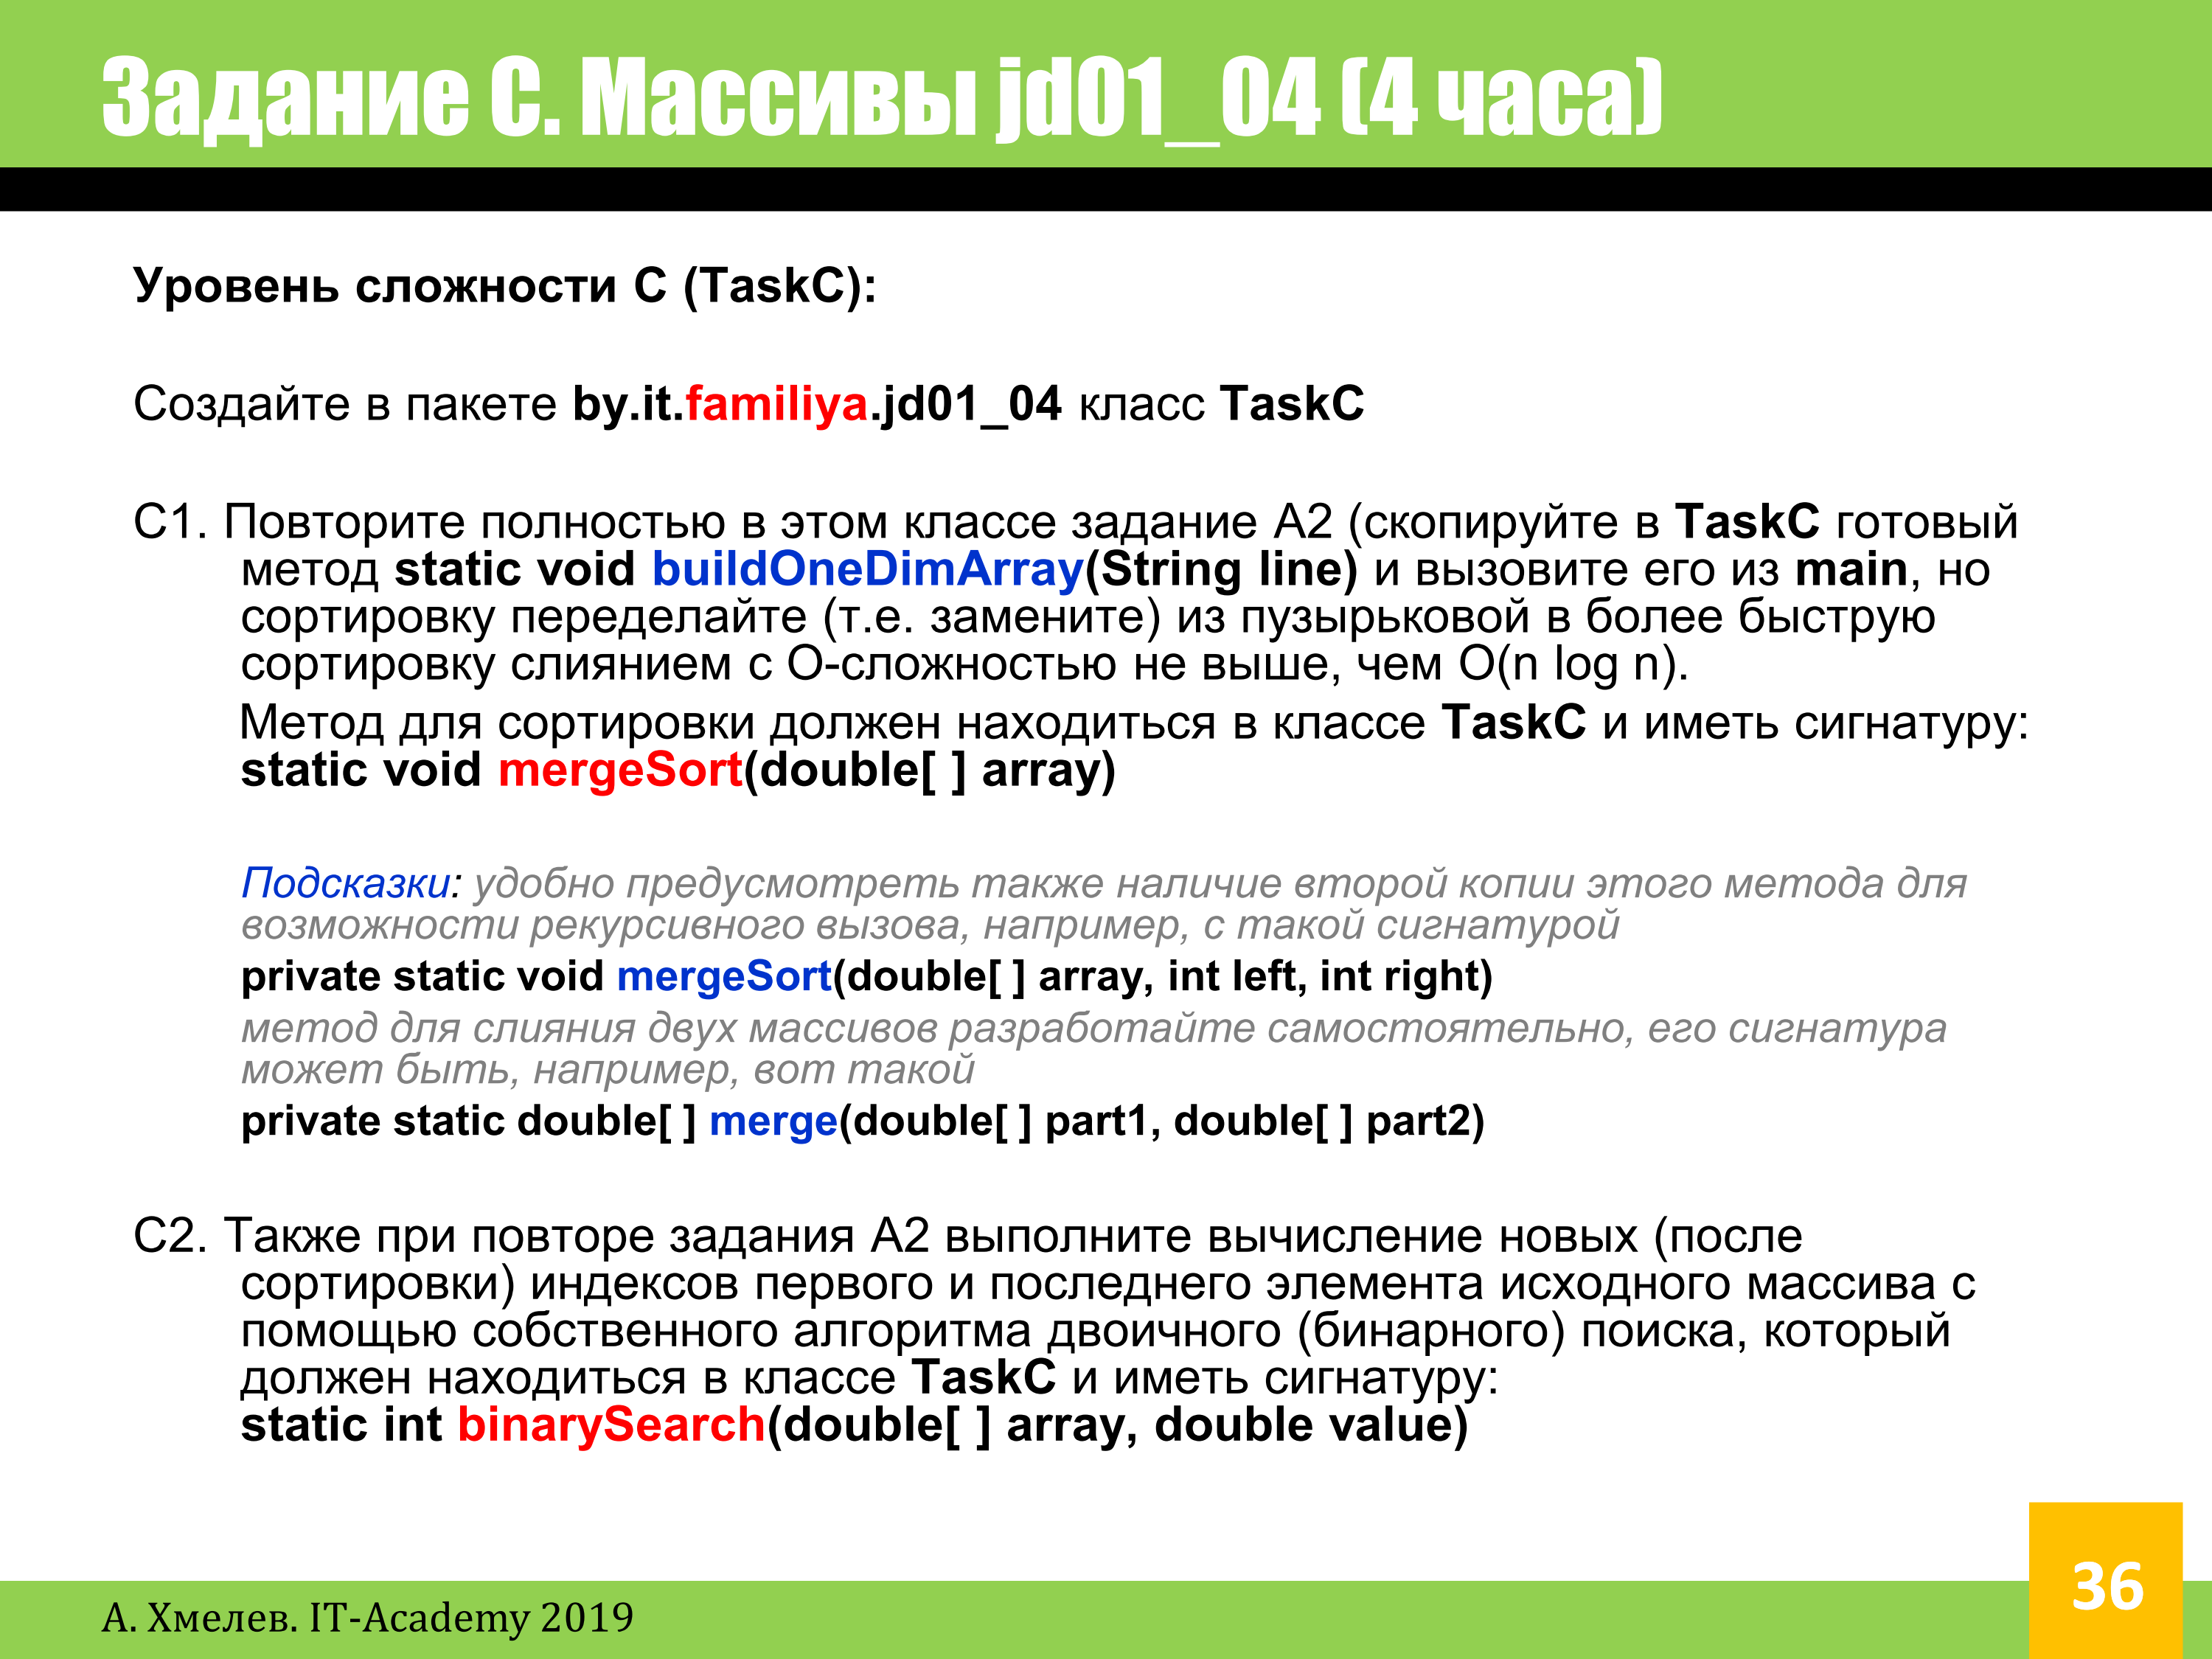 Задание С. Массивы jd01_04 (4 часа)
Уровень сложности C (TaskC):
Создайте в пакете by.it.familiya.jd01_04 класс TaskC
C1. Повторите полностью в этом классе задание A2 (скопируйте в TaskC готовый
метод static void buildOneDimArray(String line) и вызовите его из main, но
сортировку переделайте (т.е. замените) из пузырьковой в более быструю
сортировку слиянием с О-сложностью не выше, чем O(n log n).
Метод для сортировки должен находиться в классе TaskC и иметь сигнатуру:
static void mergeSort(double[ ] array)
Подсказки: удобно предусмотреть также наличие второй копии этого метода для
возможности рекурсивного вызова, например, с такой сигнатурой
private static void mergeSort(double[ ] array, int left, int right)
метод для слияния двух массивов разработайте самостоятельно, его сигнатура
может быть, например, вот такой
private static double[ ] merge(double[ ] part1, double[ ] part2)
C2. Также при повторе задания A2 выполните вычисление новых (после
сортировки) индексов первого и последнего элемента исходного массива с
помощью собственного алгоритма двоичного (бинарного) поиска, который
должен находиться в классе TaskC и иметь сигнатуру:
static int binarySearch(double[ ] array, double value)
36
А. Хмелев. IT-Academy 2019